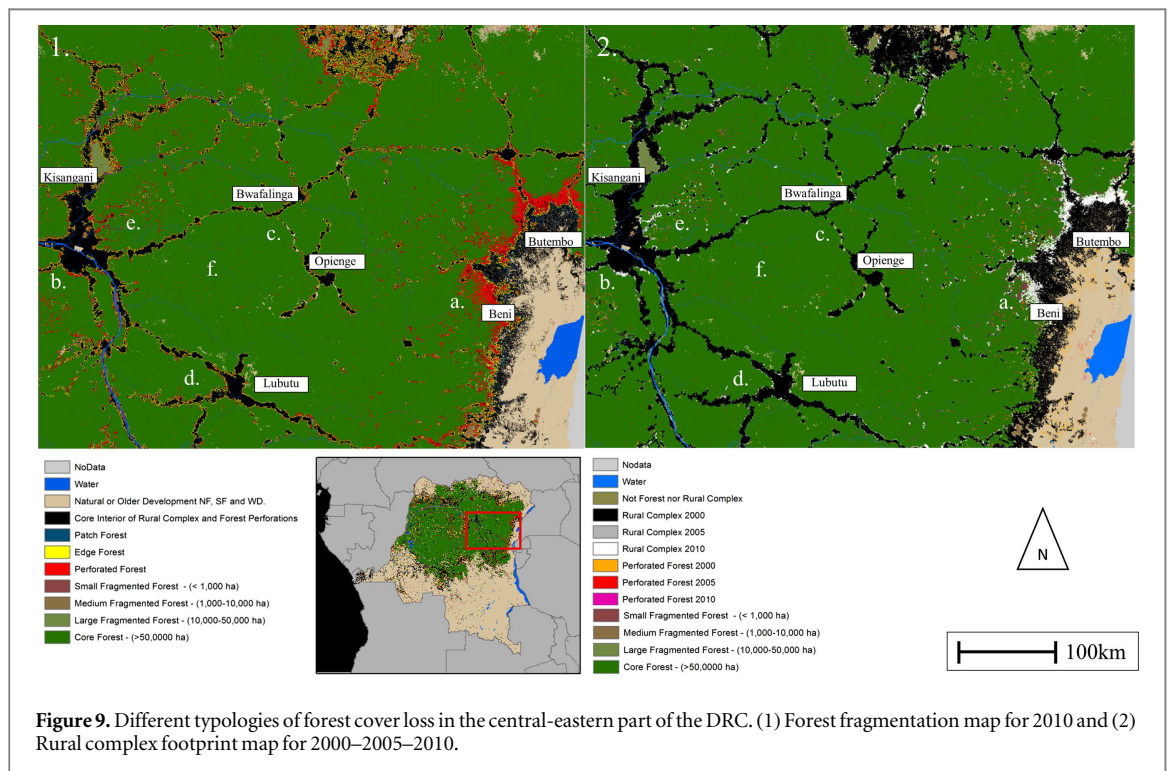 1.
Kisangani
Bwafalinga
e.
c.
f.
Opienge
b.
Butembo
a.
Beni
d.
Lubutu
2.
Kisangani
Bwafalinga
e.
c.
f.
Opienge
b.
Butembo
a.
Beni
d.
Lubutu
NoData
Water
Natural or Older Development NF, SF and WD.
Core Interior of Rural Complex and Forest Perforations
Patch Forest
Edge Forest
Perforated Forest
Small Fragmented Forest - (< 1,000 ha)
Medium Fragmented Forest - (1,000-10,000 ha)
Large Fragmented Forest - (10,000-50,000 ha)
Core Forest - (>50,0000 ha)
Nodata
Water
Not Forest nor Rural Complex
Rural Complex 2000
Rural Complex 2005
Rural Complex 2010
Perforated Forest 2000
Perforated Forest 2005
Perforated Forest 2010
Small Fragmented Forest - (< 1,000 ha)
Medium Fragmented Forest - (1,000-10,000 ha)
Large Fragmented Forest - (10,000-50,000 ha)
Core Forest - (>50,0000 ha)
N
100km
Figure 9. Different typologies of forest cover loss in the central-eastern part of the DRC. (1) Forest fragmentation map for 2010 and (2)
Rural complex footprint map for 2000–2005–2010.